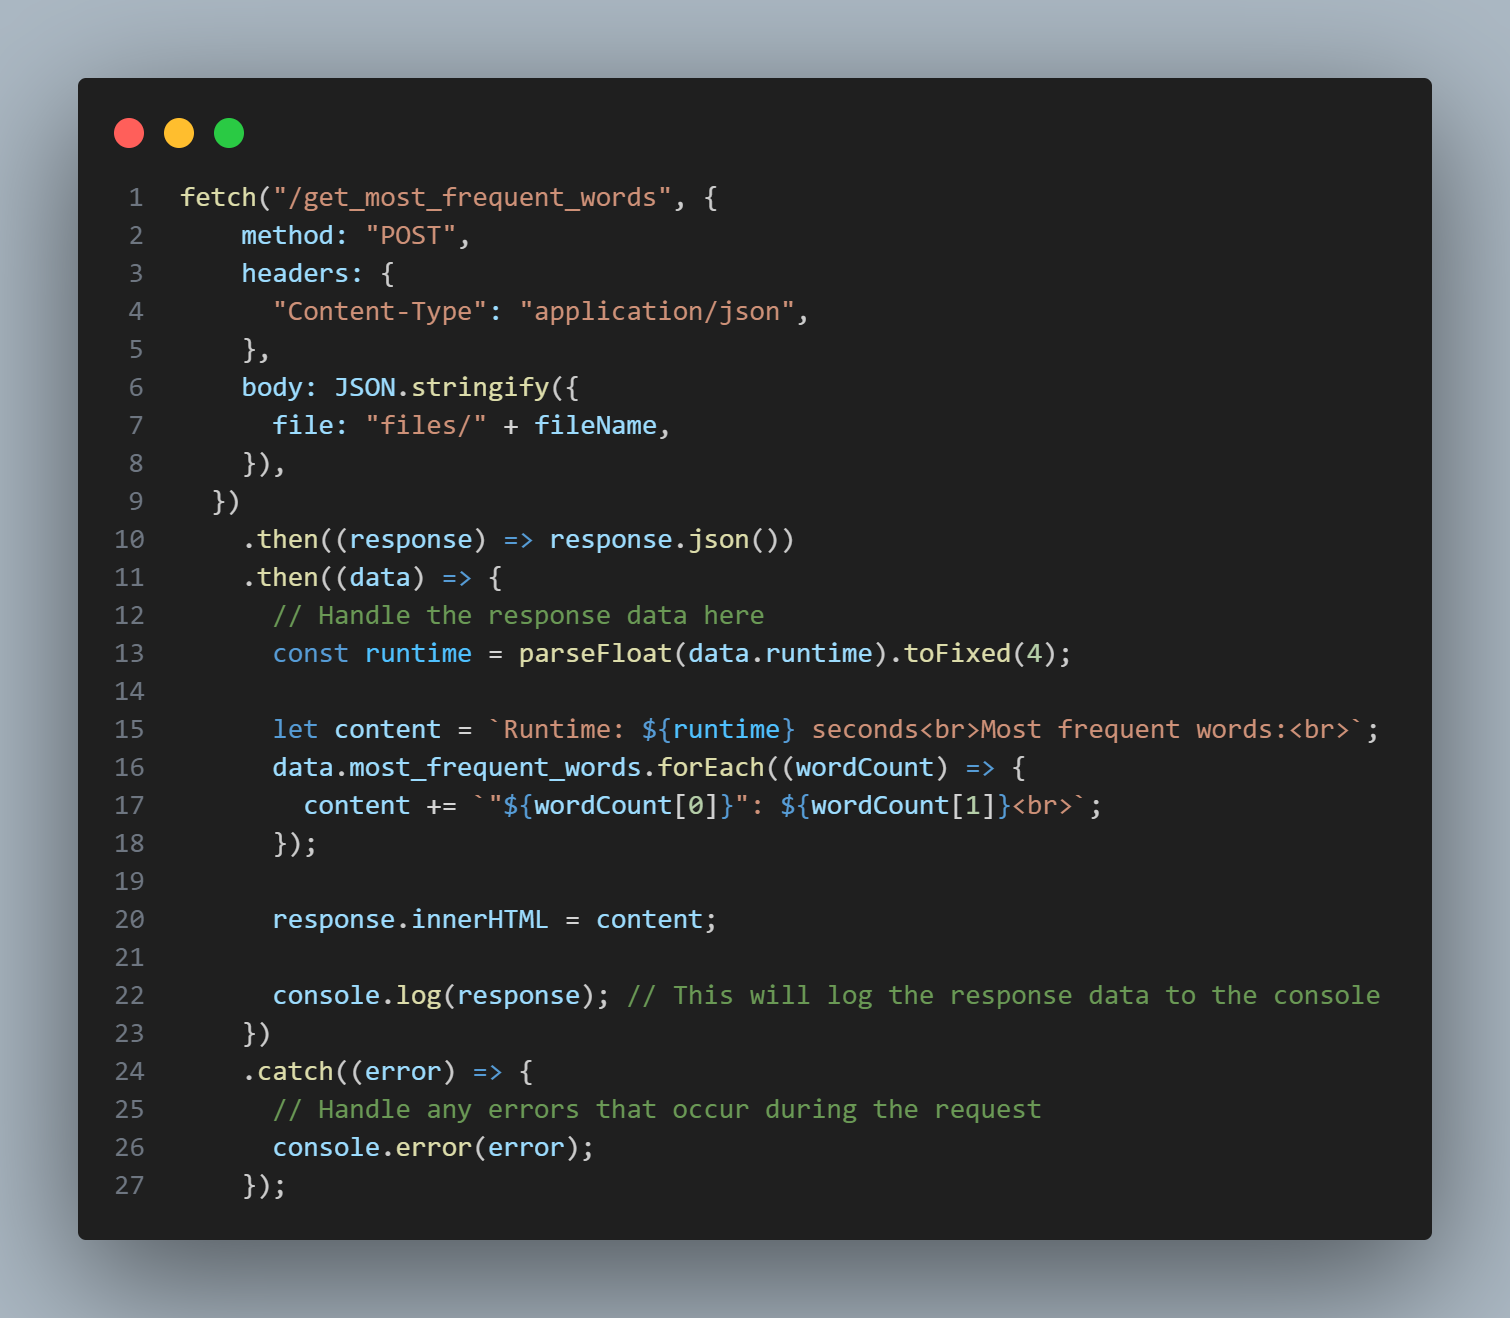 1 fetch("/get_most_frequent_words", {
2     method: "POST",
3     headers: {
4       "Content-Type": "application/json",
5     },
6     body: JSON.stringify({
7       file: "files/" + fileName,
8     }),
9   })
10     .then((response) => response.json())
11     .then((data) => {
12       // Handle the response data here
13       const runtime = parseFloat(data.runtime).toFixed(4);
14
15       let content = `Runtime: ${runtime} seconds<br>Most frequent words:<br>`;
16       data.most_frequent_words.forEach((wordCount) => {
17         content += `"${wordCount[0]}": ${wordCount[1]}<br>`;
18       });
19
20       response.innerHTML = content;
21
22       console.log(response); // This will log the response data to the console
23     })
24     .catch((error) => {
25       // Handle any errors that occur during the request
26       console.error(error);
27     });